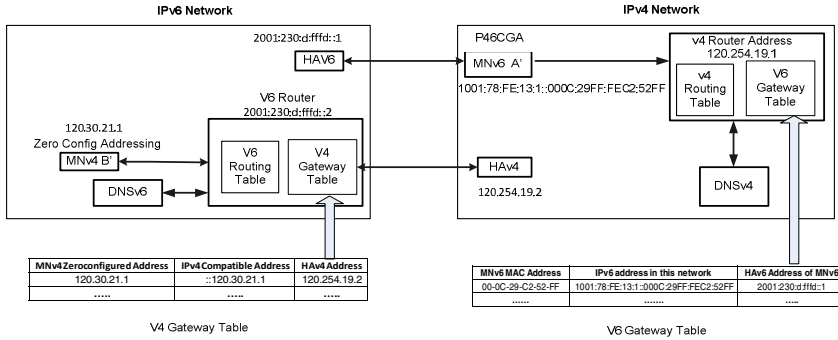 IPv6 Network
IPv4 Network
2001:230:d:fffd::1
HAV6
P46CGA
MNv6 A’
1001:78:FE:13:1::000C:29FF:FEC2:52FF
v4 Router Address
120.254.19.1
v4
Routing
Table
V6
Gateway
Table
V6 Router
2001:230:d:fffd::2
120.30.21.1
Zero Config Addressing
MNv4 B’
DNSv6
V6
Routing
Table
V4
Gateway
Table
HAv4
120.254.19.2
DNSv4
MNv4 Zeroconfigured Address IPv4 Compatible Address HAv4 Address
120.30.21.1 ::120.30.21.1 120.254.19.2
..... ..... .....
V4 Gateway Table
MNv6 MAC Address IPv6 address in this network HAv6 Address of MNv6
00-0C-29-C2-52-FF 1001:78:FE:13:1::000C:29FF:FEC2:52FF 2001:230:d:fffd::1
...... ....... .....
V6 Gateway Table